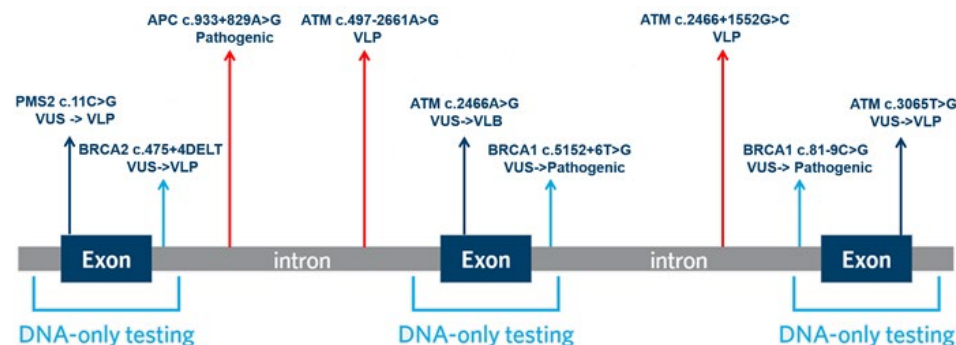 APC c.933+829A>G
Pathogenic
ATM c.497-2661A>G
VLP
ATM c.2466+1552G>C
VLP
PMS2 c.11C>G
VUS -> VLP
ATM c.2466A>G
VUS->VLB
ATM c.3065T>G
VUS->VLP
BRCA2 c.475+4DELT
VUS->VLP
BRCA1 c.5152+6T>G
VUS->Pathogenic
BRCA1 c.81-9C>G
VUS-> Pathogenic
Exon
intron
Exon
intron
Exon
DNA-only testing
DNA-only testing
DNA-only testing